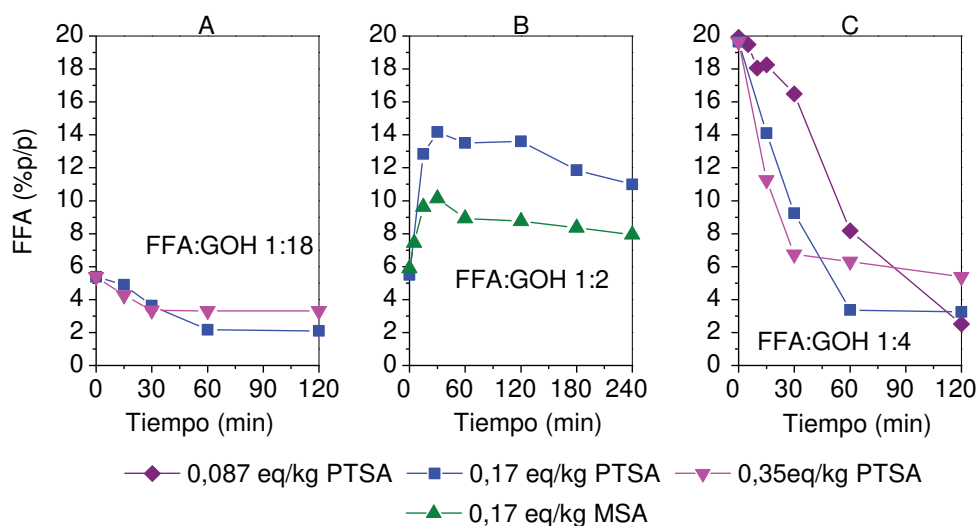 A B C
FFA (%p/p)
20 20 20
18 18 18
16 16 16
14 14 14
12 12 12
10 10 10
8 8 8
6 6 6
4 4 4
2 2 2
0 0 0
FFA:GOH 1:18
FFA:GOH 1:2
FFA:GOH 1:4
0 30 60 90 120 0 60 120 180 240 0 30 60 90 120
Tiempo (min) Tiempo (min) Tiempo (min)
0,087 eq/kg PTSA 0,17 eq/kg PTSA 0,35eq/kg PTSA
0,17 eq/kg MSA